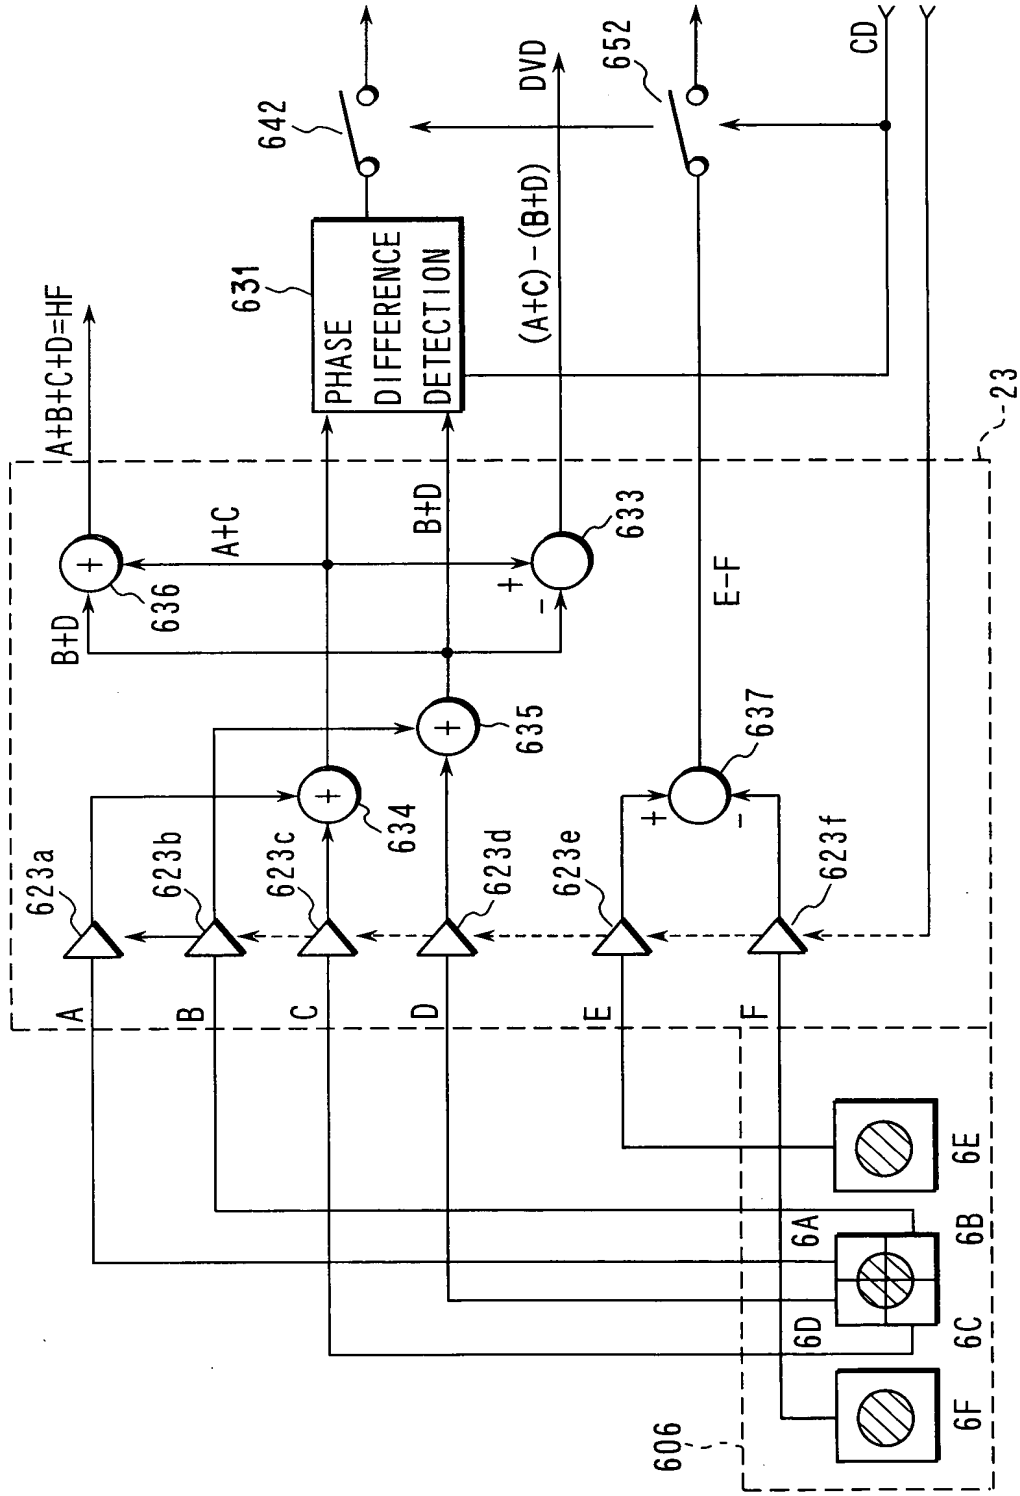 A+B+C+D=HF
642
DVD
652
CD
631
PHASE
DIFFERENCE
DETECTION
(A+C)-(B+D)
23
B+D
636
A+C
B+D
+
-
633
E-F
+
634
+
635
+
+
-
637
623a
623b
623c
623d
623e
623f
A
B
C
D
E
F
606
6F
6D
6C
6A
6B
6E